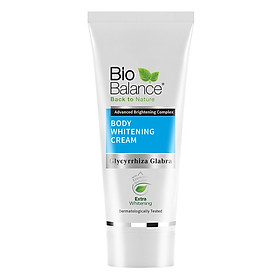 Bio
Balance®
Back to Nature
Advanced Brightening Complex
BODY
WHITENING
CREAM
Glycyrrhiza Glabra
Extra
Whitening
Dermatologically Tested